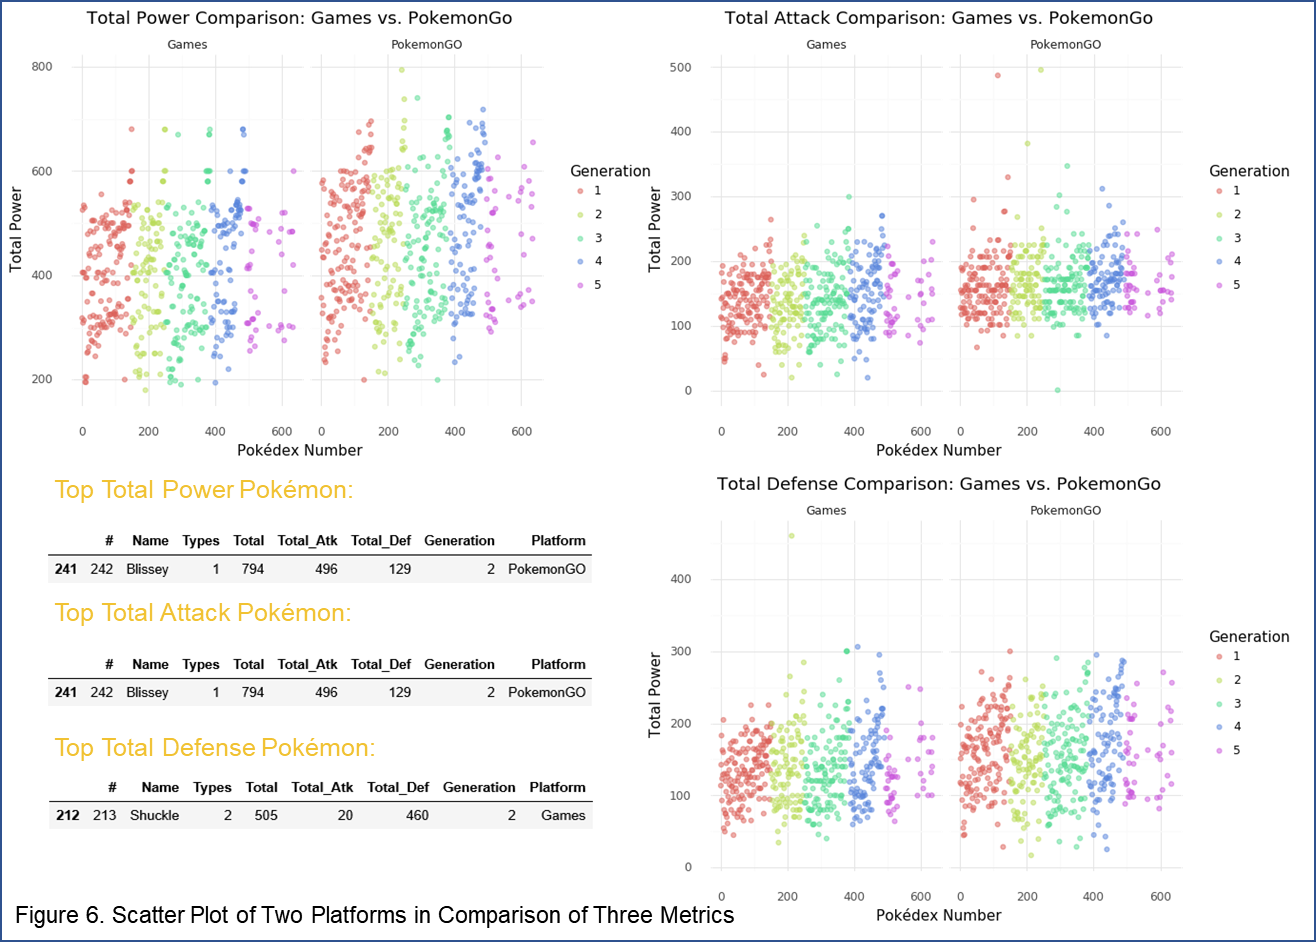 Total Power Comparison: Games vs. PokemonGo
Games
PokemonGO
800
600
400
200
Total Power
0
200
400
600
0
200
400
600
Pokédex Number
Generation
1
2
3
4
5
Total Attack Comparison: Games vs. PokemonGo
Games
PokemonGO
500
400
300
200
100
0
Total Power
0
200
400
600
0
200
400
600
Pokédex Number
Generation
1
2
3
4
5
Top Total Power Pokémon:
# Name Types Total Total_Atk Total_Def Generation Platform
241 242 Blissey 1 794 496 129 2 PokemonGO
Top Total Attack Pokémon:
# Name Types Total Total_Atk Total_Def Generation Platform
241 242 Blissey 1 794 496 129 2 PokemonGO
Top Total Defense Pokémon:
# Name Types Total Total_Atk Total_Def Generation Platform
212 213 Shuckle 2 505 20 460 2 Games
Total Defense Comparison: Games vs. PokemonGo
Games
PokemonGO
400
300
200
100
0
Total Power
0
200
400
600
0
200
400
600
Pokédex Number
Generation
1
2
3
4
5
Figure 6. Scatter Plot of Two Platforms in Comparison of Three Metrics